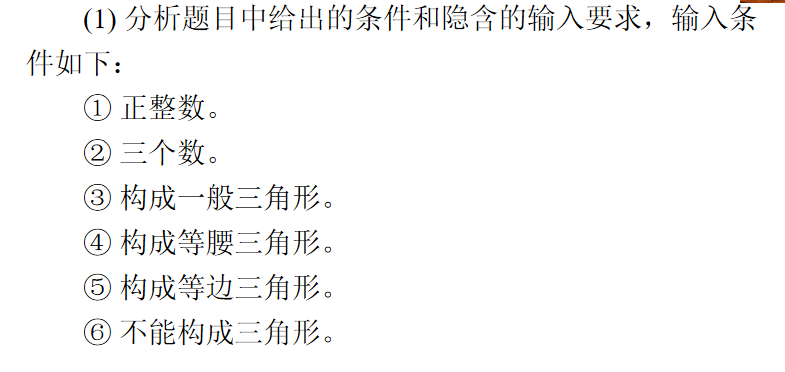 (1) 分析题目中给出的条件和隐含的输入要求，输入条
件如下：
① 正整数。
② 三个数。
③ 构成一般三角形。
④ 构成等腰三角形。
⑤ 构成等边三角形。
⑥ 不能构成三角形。